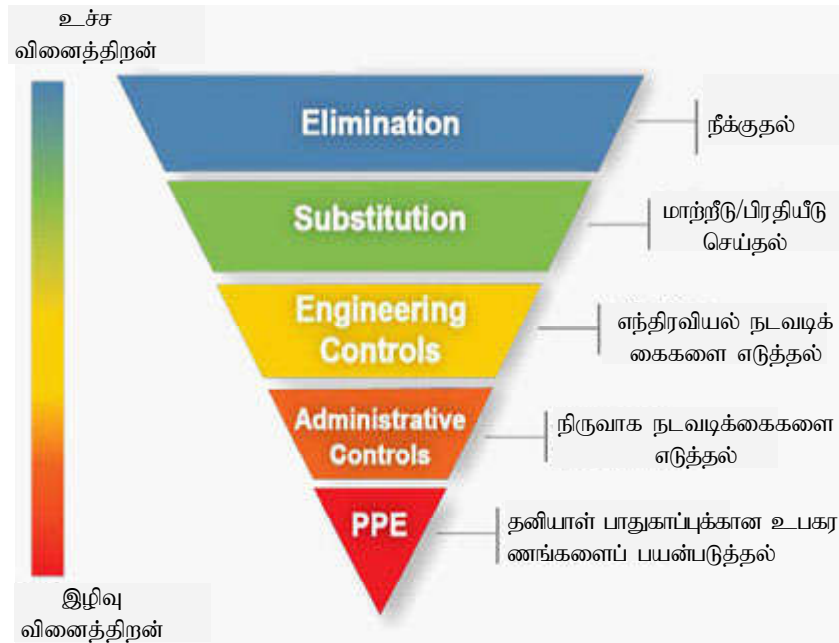 உச்ச
வினைத்திறன்
Elimination
நீக்குதல்
Substitution
மாற்றீடு/பிரதியீடு
செய்தல்
Engineering
Controls
எந்திரவியல் நடவடிக்
கைகளை எடுத்தல்
Administrative
Controls
நிருவாக நடவடிக்கைகளை
எடுத்தல்
PPE
தனியாள் பாதுகாப்புக்கான உபகர
ணங்களைப் பயன்படுத்தல்
இழிவு
வினைத்திறன்